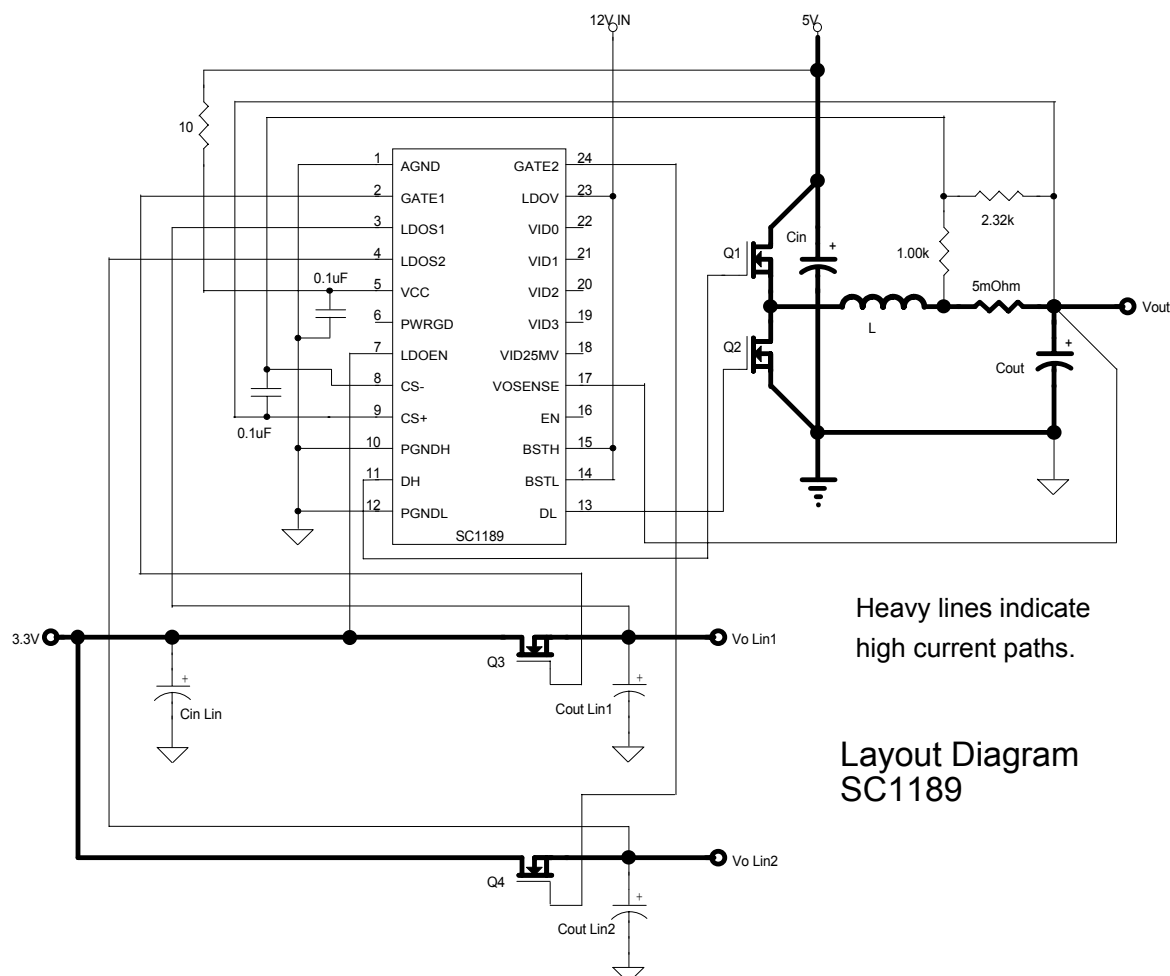 12V IN
5V
10
1 AGND GATE2 24
2 GATE1 LDOV 23
3 LDOS1 VID0 22
4 LDOS2 VID1 21
5 VCC VID2 20
6 PWRGD VID3 19
7 LDOEN VID25MV 18
8 CS- VOSENSE 17
9 CS+ EN 16
10 PGNDH BSTH 15
11 DH BSTL 14
12 PGNDL DL 13
SC1189
0.1uF
0.1uF
Q1
Cin
+
2.32k
1.00k
5mOhm
L
Vout
Q2
+
Cout
Heavy lines indicate
high current paths.
3.3V
Q3
Vo Lin1
+
Cin Lin
+
Cout Lin1
Layout Diagram
SC1189
Q4
Vo Lin2
+
Cout Lin2